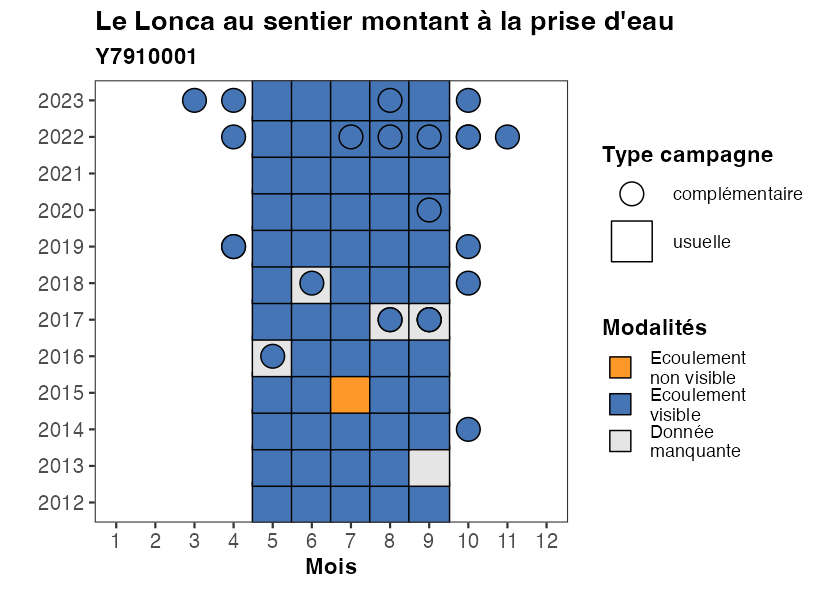 Le Lonca au sentier montant à la prise d'eau
Y7910001
2023
2022
2021
2020
2019
2018
2017
2016
2015
2014
2013
2012
1 2 3 4 5 6 7 8 9 10 11 12
Mois
Type campagne
complémentaire
usuelle
Modalités
Ecoulement
non visible
Ecoulement
visible
Donnée
manquante